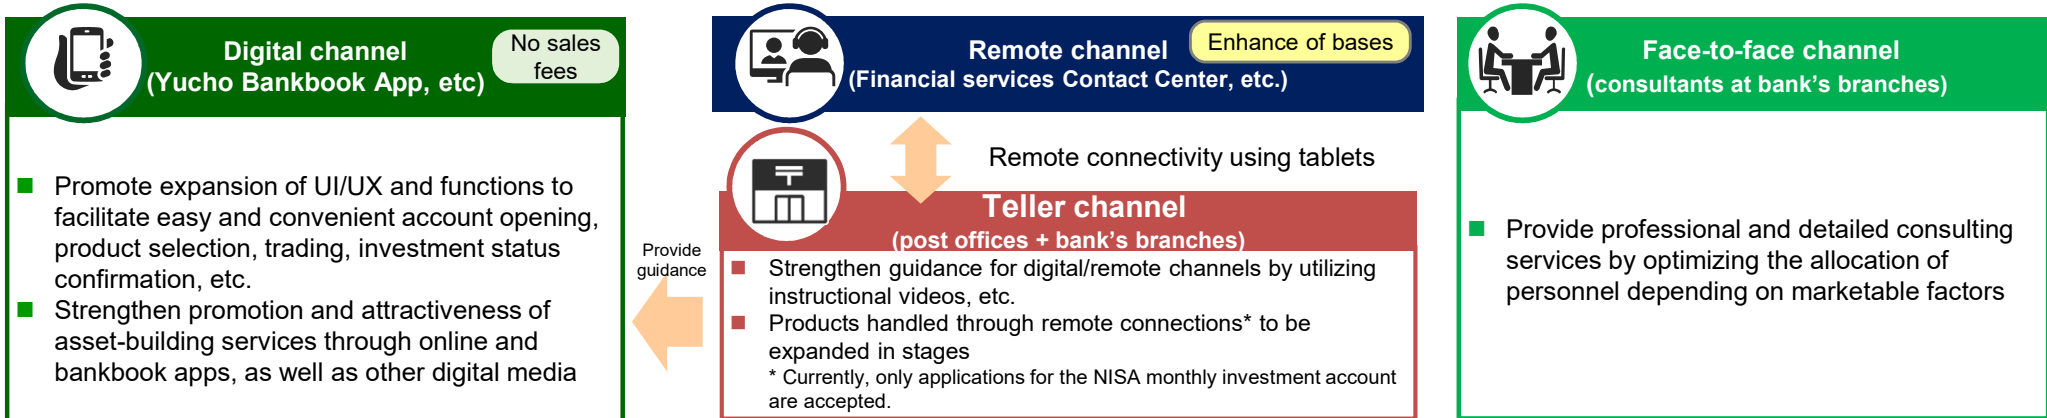 Digital channel
(Yucho Bankbook App, etc)
No sales
fees
■ Promote expansion of UI/UX and functions to
facilitate easy and convenient account opening,
product selection, trading, investment status
confirmation, etc.
■ Strengthen promotion and attractiveness of
asset-building services through online and
bankbook apps, as well as other digital media
Provide
guidance
Remote channel
(Financial services Contact Center, etc.)
Enhance of bases
Remote connectivity using tablets
Teller channel
(post offices + bank's branches)
■ Strengthen guidance for digital/remote channels by utilizing
instructional videos, etc.
■ Products handled through remote connections* to be
expanded in stages
* Currently, only applications for the NISA monthly investment account
are accepted.
Face-to-face channel
(consultants at bank's branches)
■ Provide professional and detailed consulting
services by optimizing the allocation of
personnel depending on marketable factors